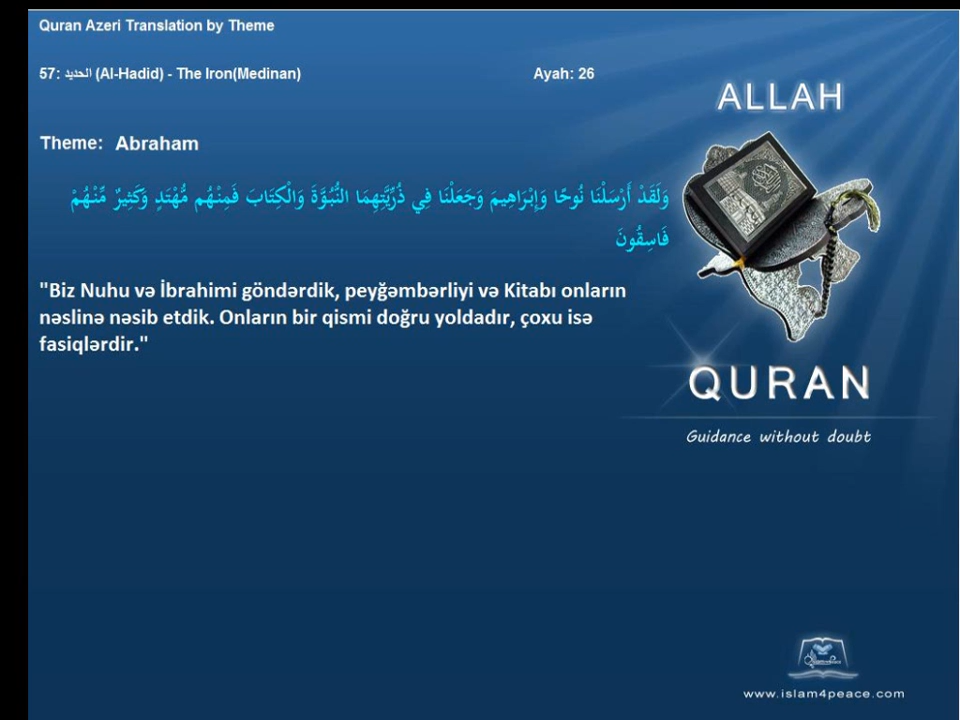 Quran Azeri Translation by Theme
57: الحديد (Al-Hadid) - The Iron(Medinan)
Ayah: 26
Theme: Abraham
وَلَقَدْ أَرْسَلْنَا نُوحًا وَإِبْرَاهِيمَ وَجَعَلْنَا فِي ذُرِّيَّتِهِمَا النُّبُوَّةَ وَالْكِتَابَ فَمِنْهُم مُّهْتَدٍ وَكَثِيرٌ مِّنْهُمْ
فَاسِقُونَ
"Biz Nuhu və İbrahimi göndərdik, peyğəmbərliyi və Kitabı onların
nəslinə nəsib etdik. Onların bir qismi doğru yoldadır, çoxu isə
fasiqlərdir."
ALLAH
QURAN
Guidance without doubt
www.islam4peace.com